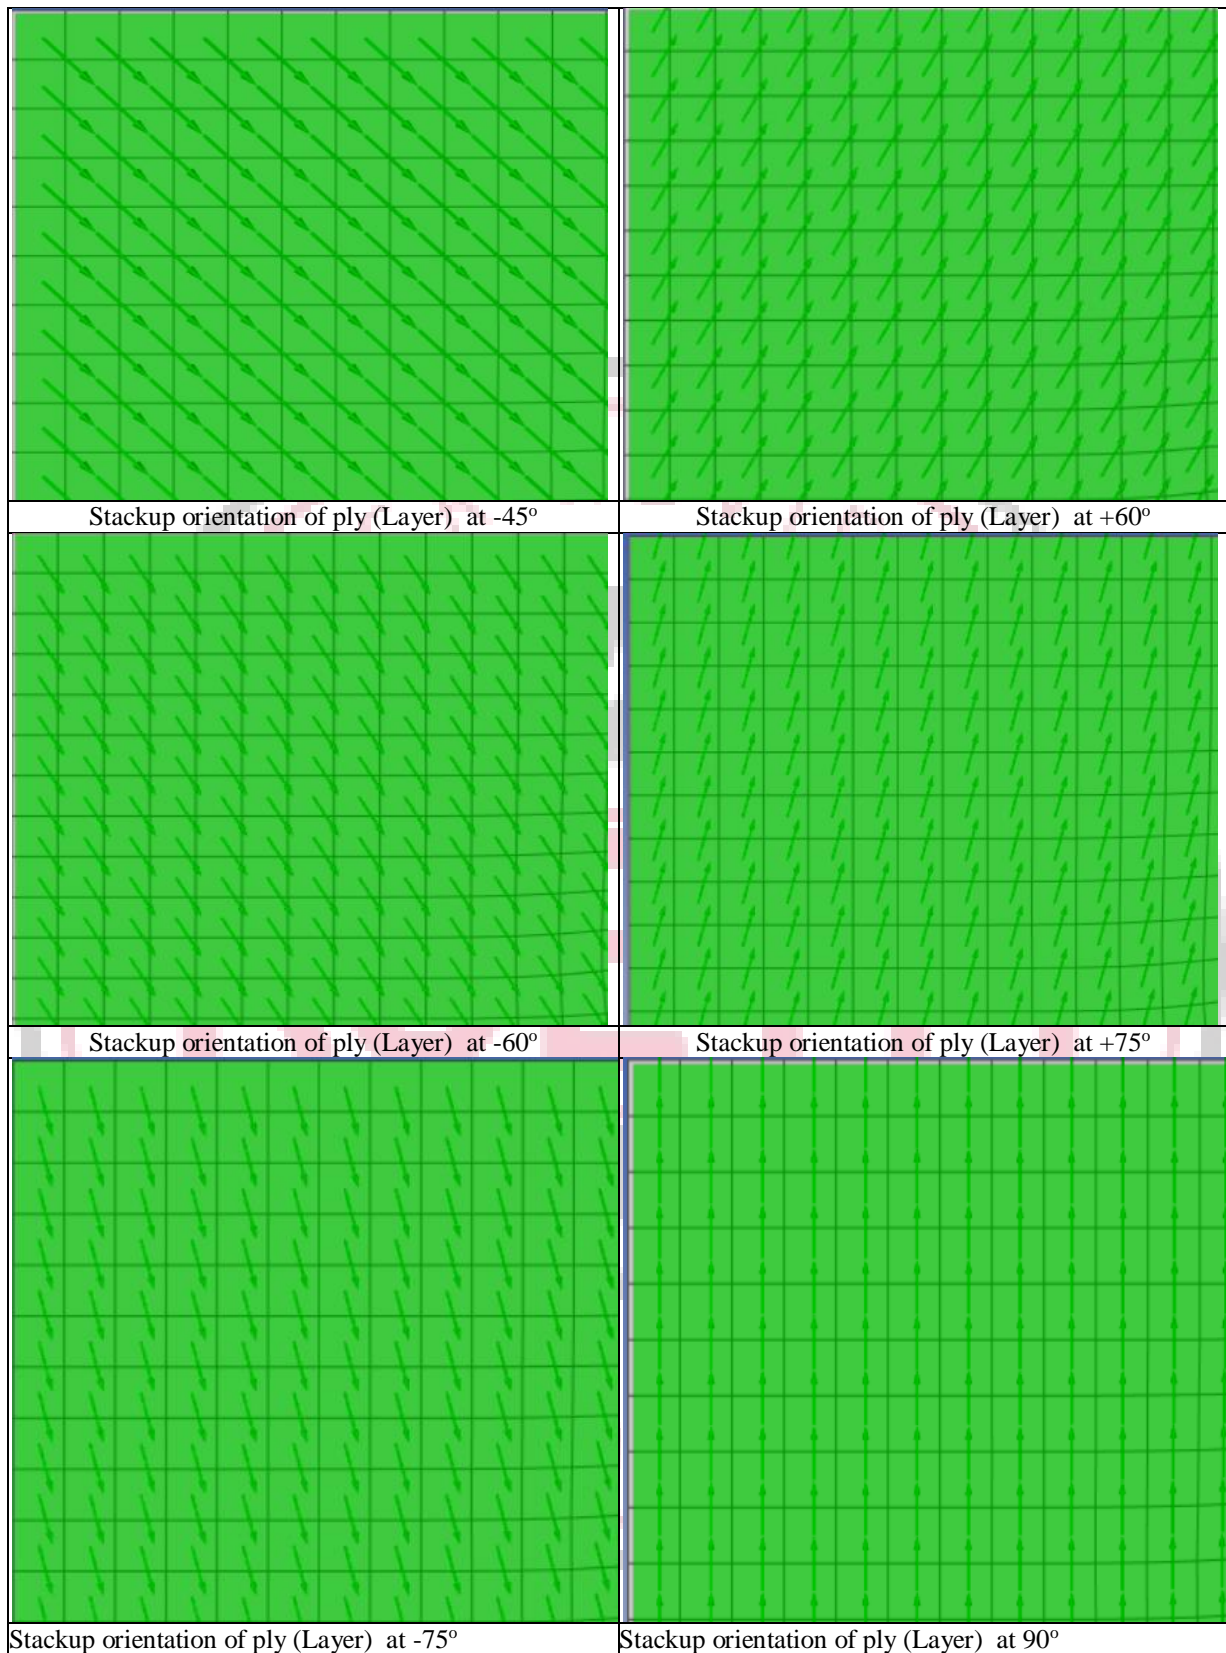 Stackup orientation of ply (Layer) at -45º
Stackup orientation of ply (Layer) at +60º
Stackup orientation of ply (Layer) at -60º
Stackup orientation of ply (Layer) at +75º
Stackup orientation of ply (Layer) at -75º
Stackup orientation of ply (Layer) at 90º